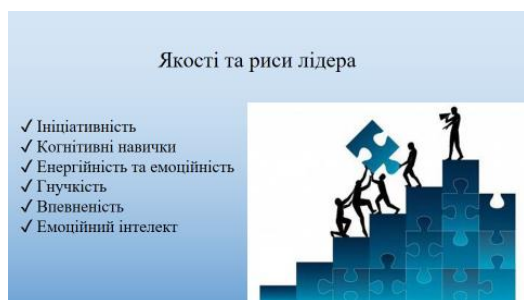 Якості та риси лідера
✓ Ініціативність
✓ Когнітивні навички
✓ Енергійність та емоційність
✓ Гнучкість
✓ Впевненість
✓ Емоційний інтелект